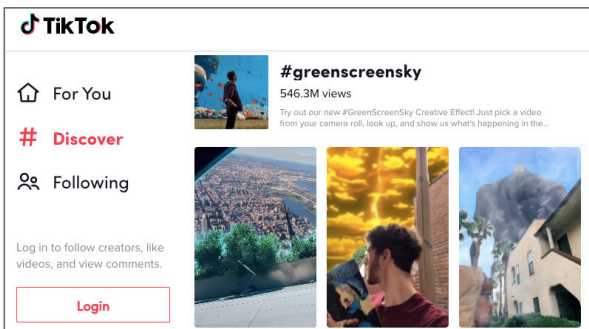 TikTok
For You
# Discover
Following
Log in to follow creators, like
videos, and view comments.
Login
#greenscreensky
546.3M views
Try out our new #GreenScreenSky Creative Effect! Just pick a video
from your camera roll, look up, and show us what's happening in the...